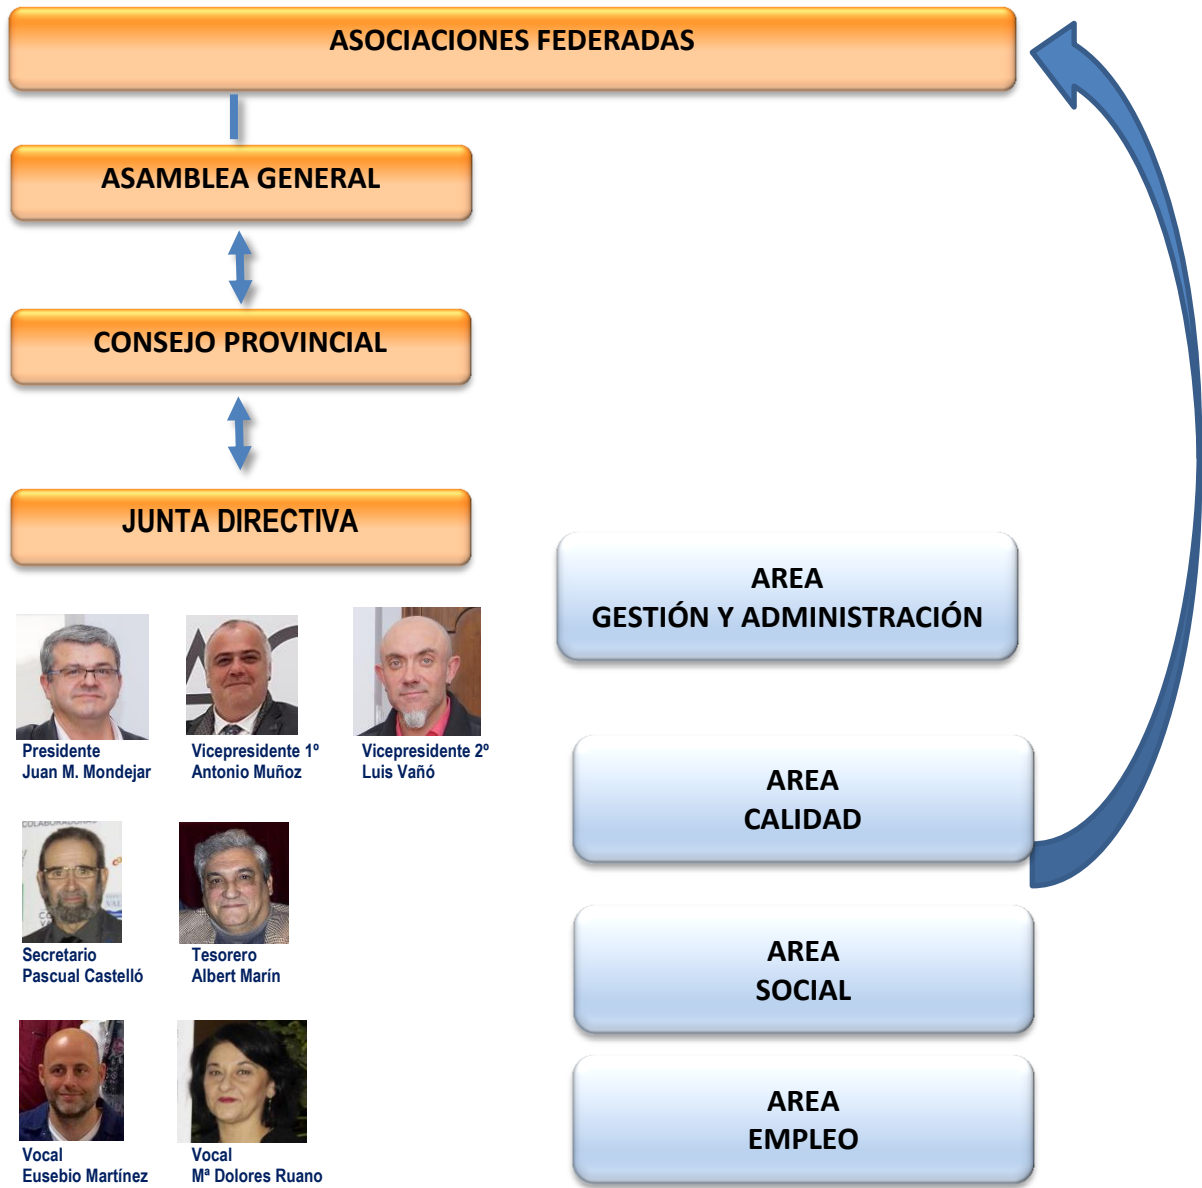 ASOCIACIONES FEDERADAS
ASAMBLEA GENERAL
CONSEJO PROVINCIAL
JUNTA DIRECTIVA
Presidente
Juan M. Mondejar
Vicepresidente 1º
Antonio Muñoz
Vicepresidente 2º
Luis Vañó
COLABORADORAS
Secretario
Pascual Castelló
Tesorero
Albert Marín
Vocal
Eusebio Martínez
Vocal
Mª Dolores Ruano
AREA
GESTIÓN Y ADMINISTRACIÓN
AREA
CALIDAD
AREA
SOCIAL
AREA
EMPLEO